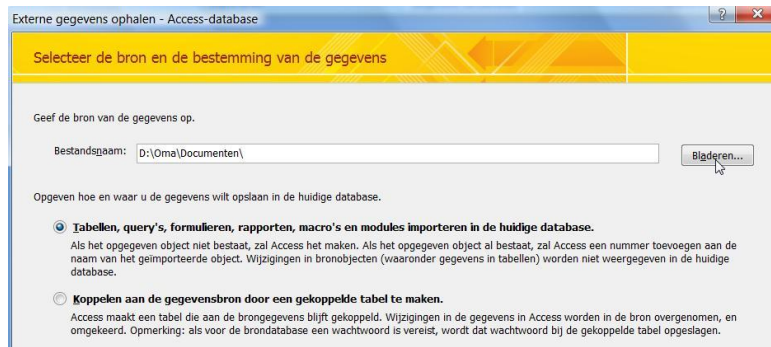 Externe gegevens ophalen - Access-database
Selecteer de bron en de bestemming van de gegevens
Geef de bron van de gegevens op.
Bestandsnaam: D:\Oma\Documenten\ Bladeren...
Opgeven hoe en waar u de gegevens wilt opslaan in de huidige database.
Tabellen, query's, formulieren, rapporten, macro's en modules importeren in de huidige database.
Als het opgegeven object niet bestaat, zal Access het maken. Als het opgegeven object al bestaat, zal Access een nummer toevoegen aan de
naam van het geïmporteerde object. Wijzigingen in bronobjecten (waaronder gegevens in tabellen) worden niet weergegeven in de huidige
database.
Koppelen aan de gegevensbron door een gekoppelde tabel te maken.
Access maakt een tabel die aan de brongegevens blijft gekoppeld. Wijzigingen in de gegevens in Access worden in de bron overgenomen, en
omgekeerd. Opmerking: als voor de brondatabase een wachtwoord is vereist, wordt dat wachtwoord bij de gekoppelde tabel opgeslagen.